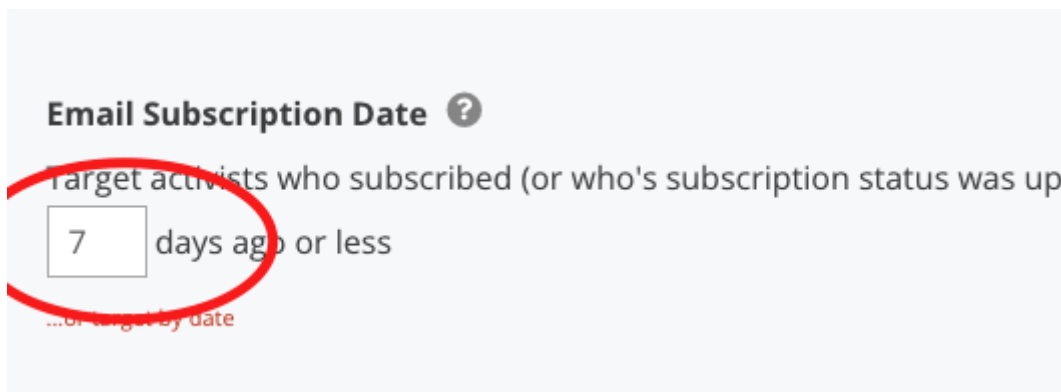 Email Subscription Date ?
Target activists who subscribed (or who's subscription status was up
7 days ago or less
...or target by date